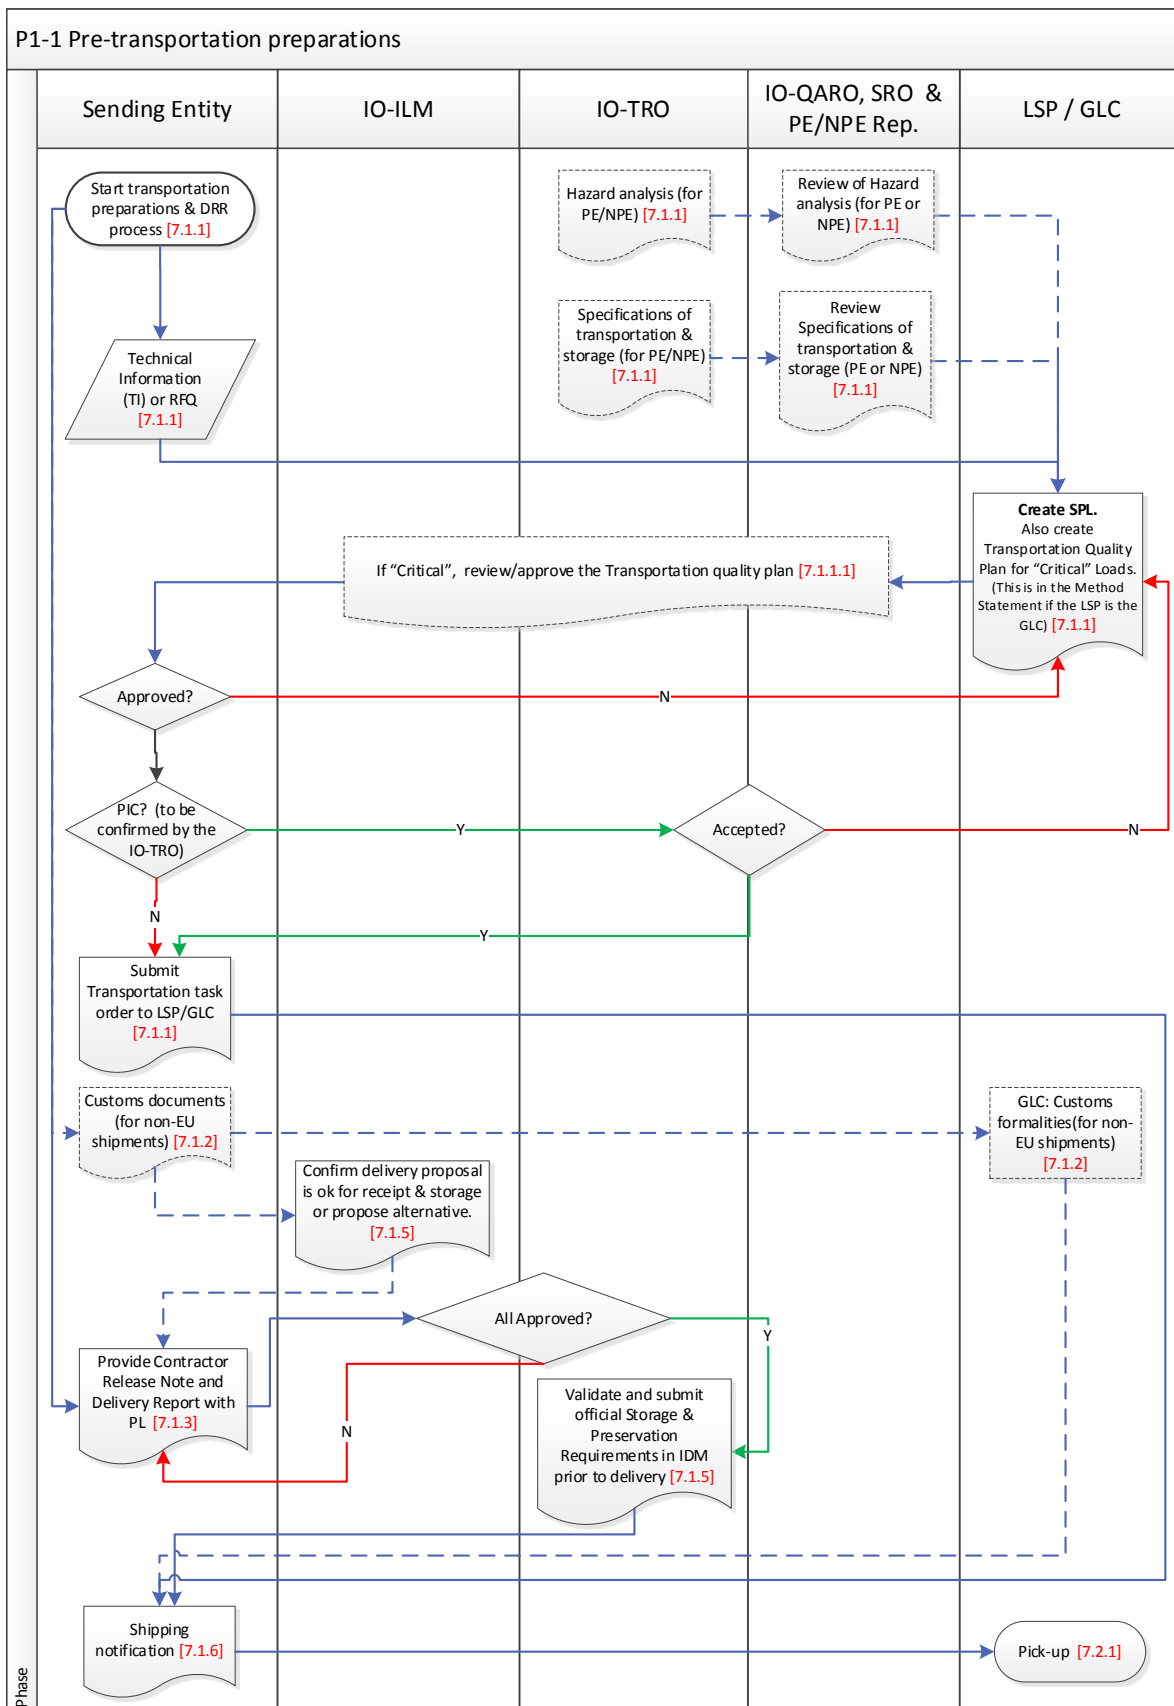 P1-1 Pre-transportation preparations
Sending Entity
IO-ILM
IO-TRO
IO-QARO, SRO &
PE/NPE Rep.
LSP / GLC
Start transportation
preparations & DRR
process [7.1.1]
Hazard analysis (for
PE/NPE) [7.1.1]
Review of Hazard
analysis (for PE or
NPE) [7.1.1]
Specifications of
transportation &
storage (for PE/NPE)
[7.1.1]
Review
Specifications of
transportation &
storage (PE or NPE)
[7.1.1]
Technical
Information
(TI) or RFQ
[7.1.1]
Create SPL.
Also create
Transportation Quality
Plan for “Critical” Loads.
(This is in the Method
Statement if the LSP is the
GLC) [7.1.1]
If “Critical”, review/approve the Transportation quality plan [7.1.1.1]
Approved?
N
PIC? (to be
confirmed by the
IO-TRO)
Y
Accepted?
N
N
Y
Submit
Transportation task
order to LSP/GLC
[7.1.1]
Customs documents
(for non-EU
shipments) [7.1.2]
GLC: Customs
formalities(for non-
EU shipments)
[7.1.2]
Confirm delivery proposal
is ok for receipt & storage
or propose alternative.
[7.1.5]
All Approved?
Y
N
Provide Contractor
Release Note and
Delivery Report with
PL [7.1.3]
Validate and submit
official Storage &
Preservation
Requirements in IDM
prior to delivery [7.1.5]
Shipping
notification [7.1.6]
Pick-up [7.2.1]
Phase